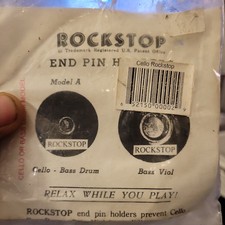 ROCKSTOP
Trademark Registered U.S. Patent Office
END PIN H
Cello Rockstop
Model A
ROCKSTOP
ROCKSTOP
Cello - Bass Drum
Bass Viol
RELAX WHILE YOU PLAY!
ROCKSTOP end pin holders prevent Cello